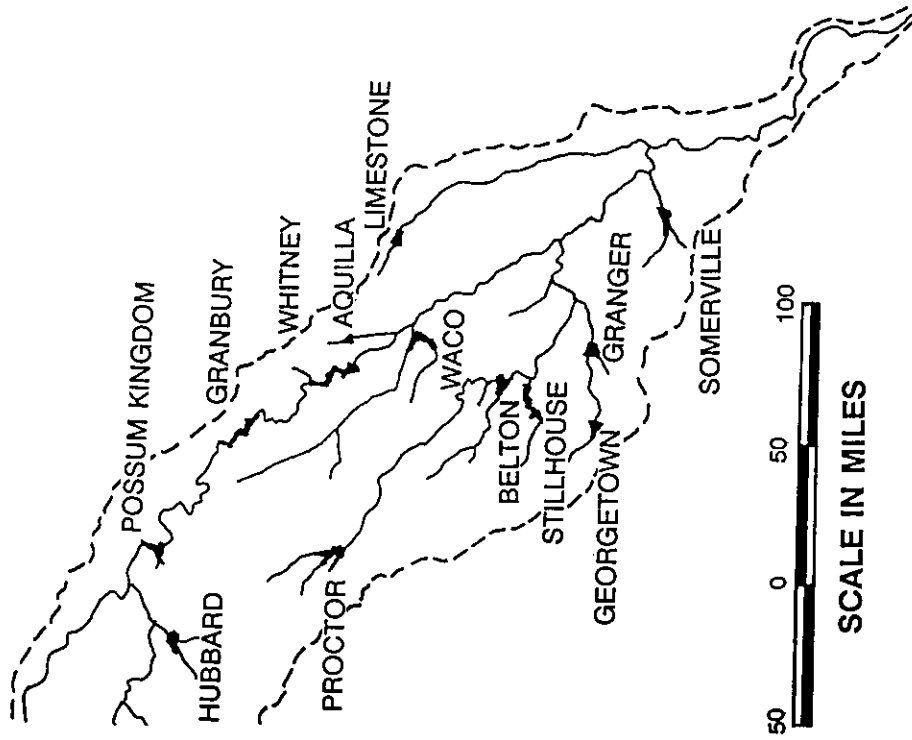 POSSUM KINGDOM
GRANBURY
WHITNEY
AQUILLA
LIMESTONE
HUBBARD
PROCTOR
WACO
BELTON
STILLHOUSE
GEORGETOWN
GRANGER
SOMERVILLE
50 0 50 100
SCALE IN MILES